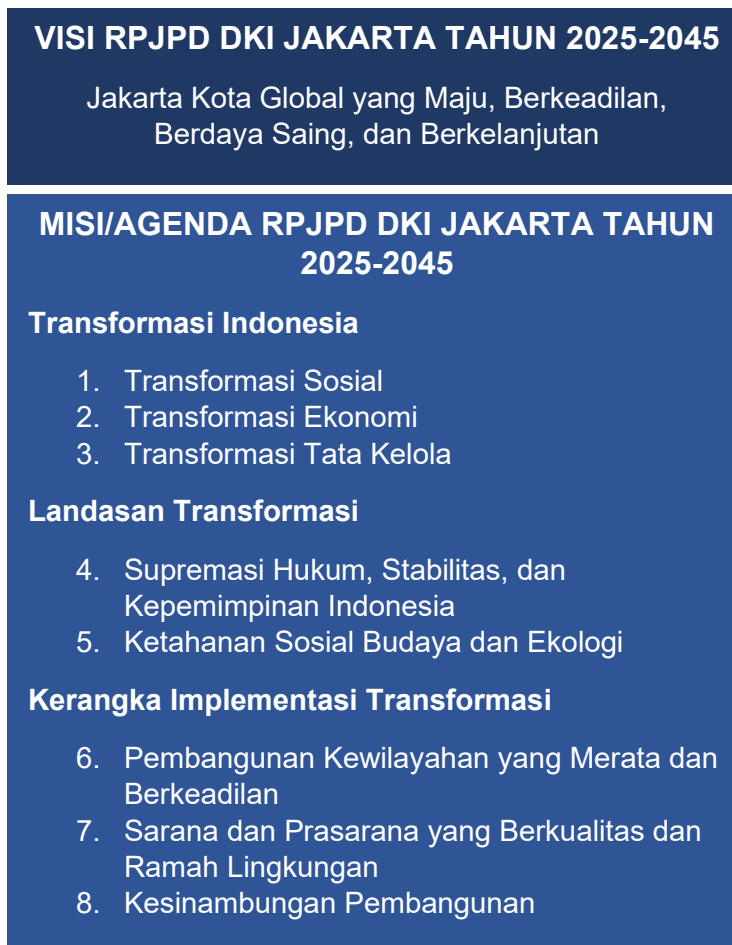 VISI RPJPD DKI JAKARTA TAHUN 2025-2045
Jakarta Kota Global yang Maju, Berkeadilan,
Berdaya Saing, dan Berkelanjutan
MISI/AGENDA RPJPD DKI JAKARTA TAHUN
2025-2045
Transformasi Indonesia
1. Transformasi Sosial
2. Transformasi Ekonomi
3. Transformasi Tata Kelola
Landasan Transformasi
4. Supremasi Hukum, Stabilitas, dan
Kepemimpinan Indonesia
5. Ketahanan Sosial Budaya dan Ekologi
Kerangka Implementasi Transformasi
6. Pembangunan Kewilayahan yang Merata dan
Berkeadilan
7. Sarana dan Prasarana yang Berkualitas dan
Ramah Lingkungan
8. Kesinambungan Pembangunan